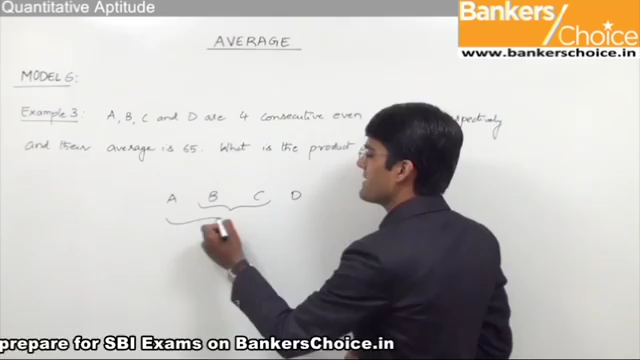 Quantitative Aptitude
Bankers
Choice
www.bankerschoice.in
AVERAGE
MODEL 6:
Example 3: A, B, C and D are 4 consecutive even
and their average is 65. What is the product
A B C D
prepare for SBI Exams on BankersChoice.in